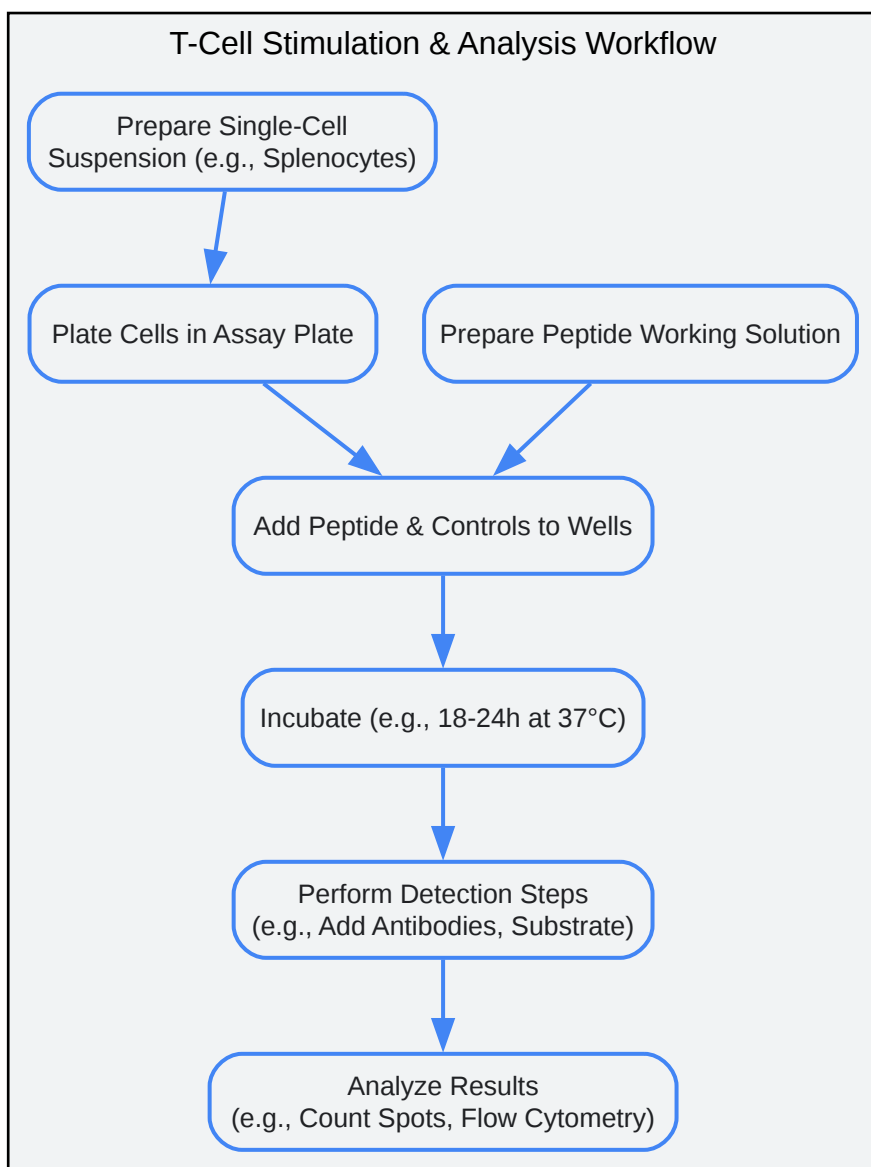 T-Cell Stimulation & Analysis Workflow
Prepare Single-Cell
Suspension (e.g., Splenocytes)
Plate Cells in Assay Plate
Prepare Peptide Working Solution
Add Peptide & Controls to Wells
Incubate (e.g., 18-24h at 37°C)
Perform Detection Steps
(e.g., Add Antibodies, Substrate)
Analyze Results
(e.g., Count Spots, Flow Cytometry)